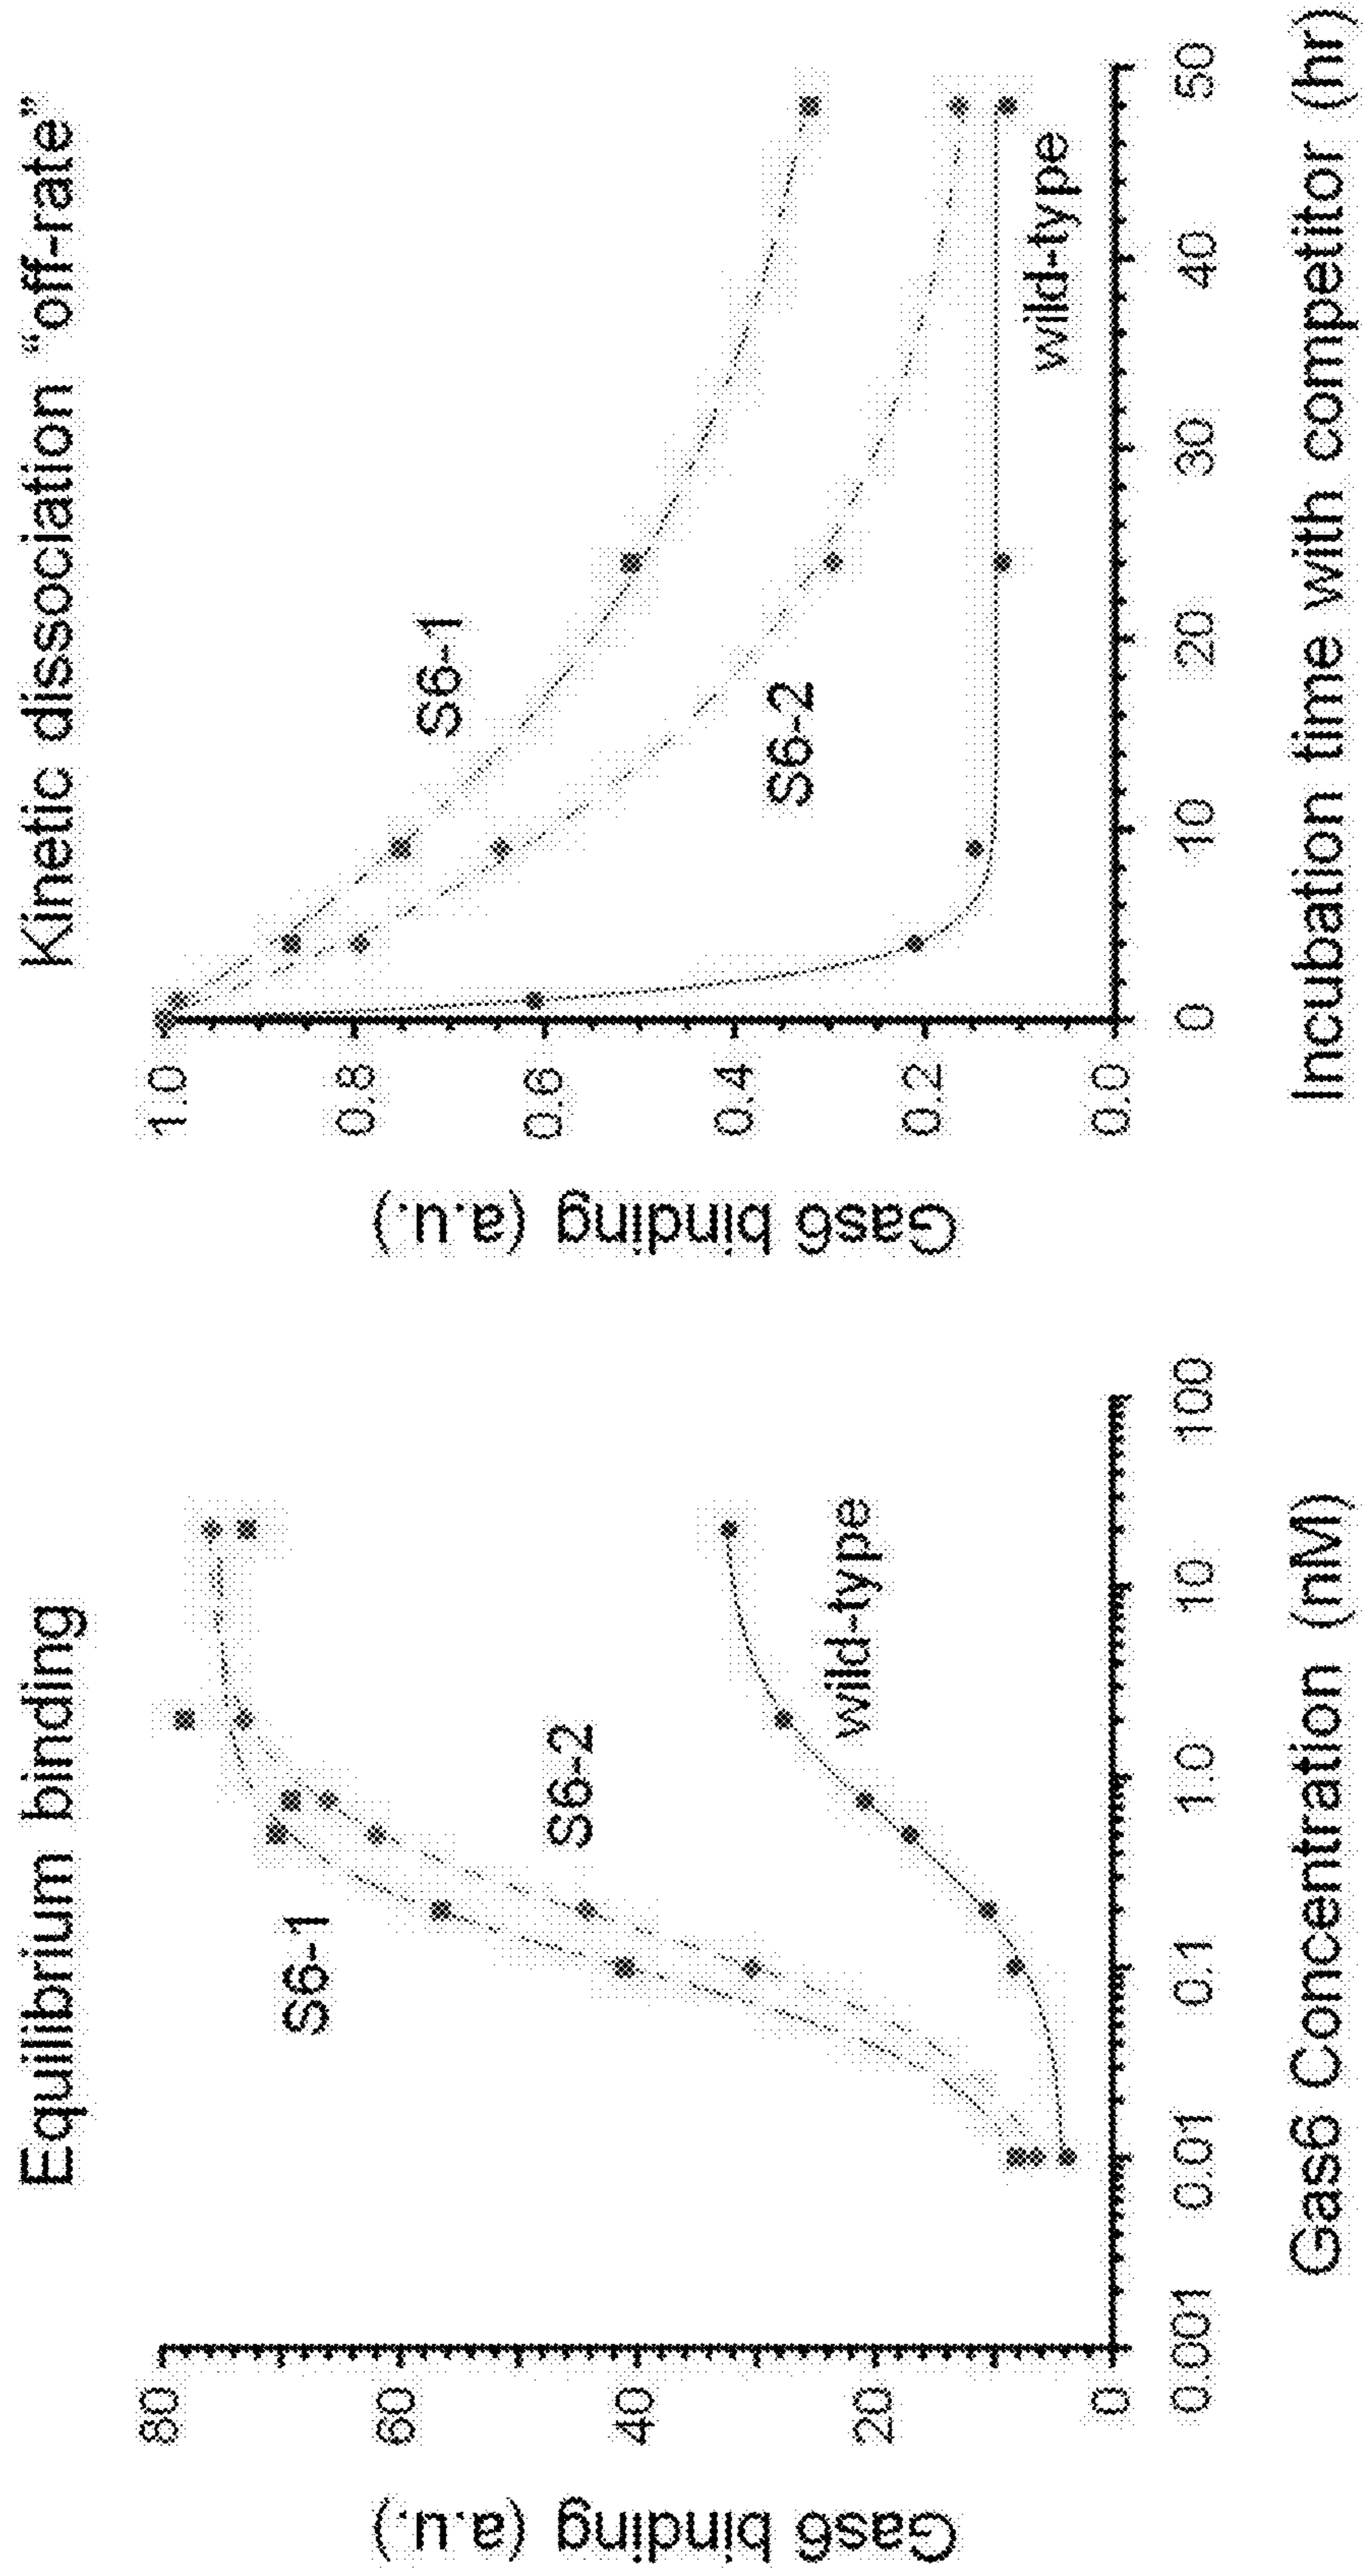 Equilibrium binding
Gas6 binding (a.u.)
80
60
40
20
0
S6-1
S6-2
wild-type
0.001 0.01 0.1 1.0 10 100
Gas6 Concentration (nM)
Kinetic dissociation “off-rate”
Gas6 binding (a.u.)
1.0
0.8
0.6
0.4
0.2
0.0
S6-1
S6-2
wild-type
0 10 20 30 40 50
Incubation time with competitor (hr)